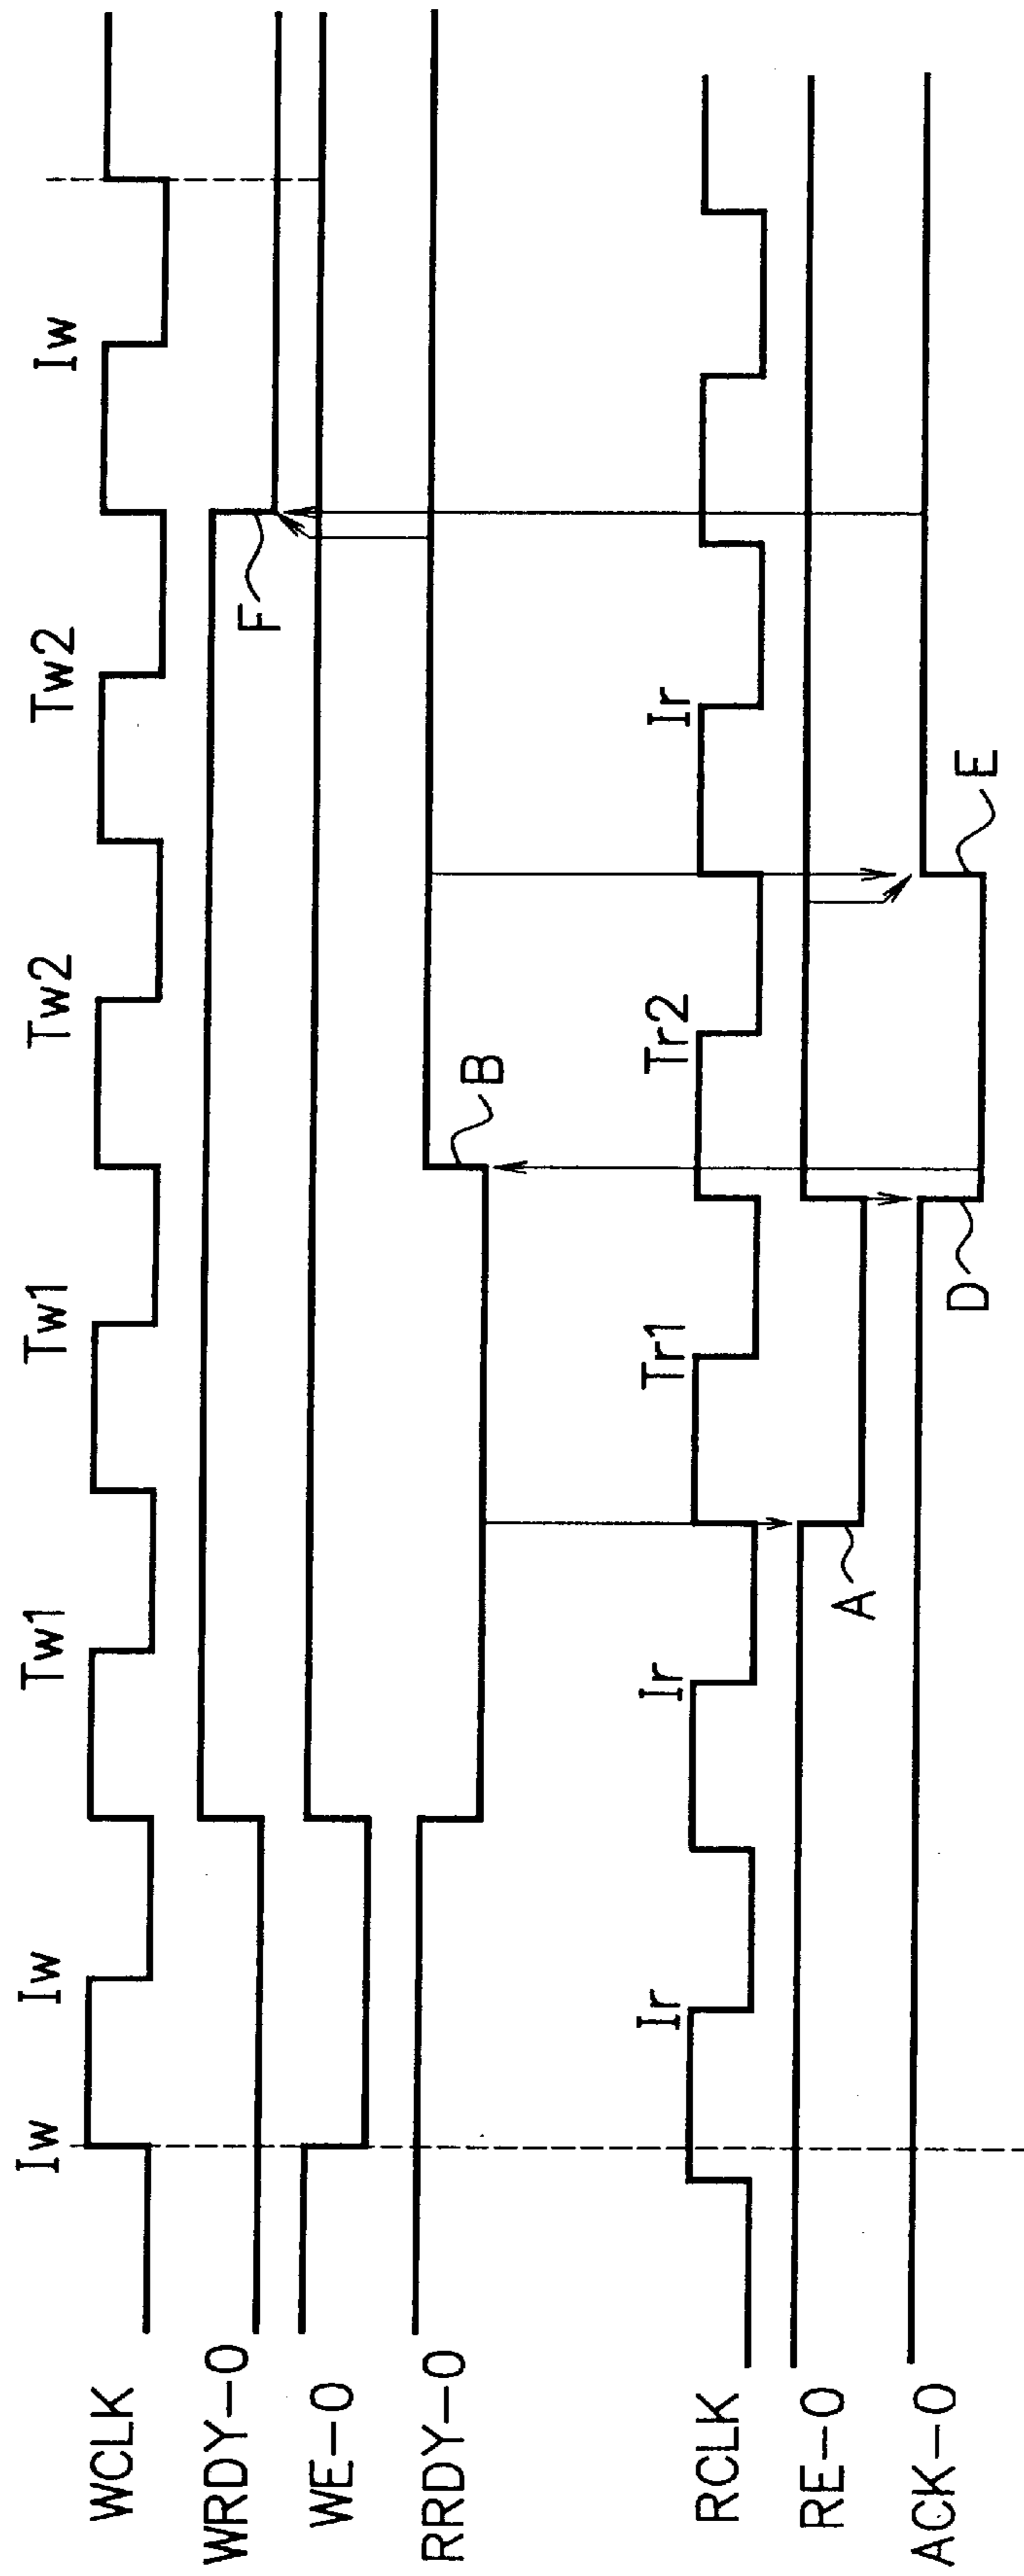 Iw Iw Tw1 Tw1 Tw2 Tw2 Iw
WCLK
WRDY-0
F
WE-0
RRDY-0
B
Ir Ir Tr1 Tr2 Ir
RCLK
RE-0
A
ACK-0
D E